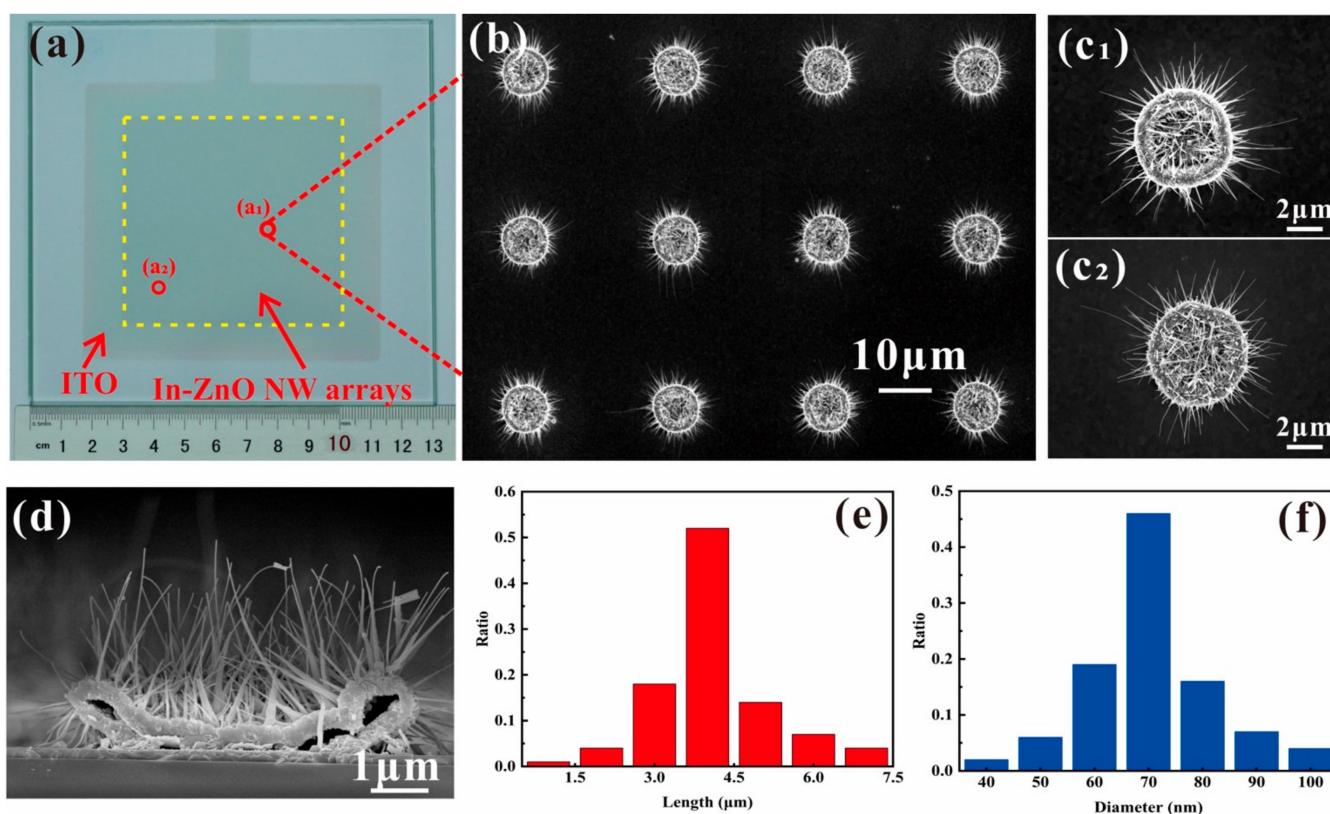 (a)
(a₁)
(a₂)
ITO
In-ZnO NW arrays
0.5mm
mm
cm 1 2 3 4 5 6 7 8 9 10 11 12 13
(b)
10μm
(c₁)
2μm
(c₂)
2μm
(d)
1μm
(e)
0.6
0.5
0.4
0.3
0.2
0.1
0.0
Ratio
1.5 3.0 4.5 6.0 7.5
Length (μm)
(f)
0.5
0.4
0.3
0.2
0.1
0.0
Ratio
40 50 60 70 80 90 100
Diameter (nm)